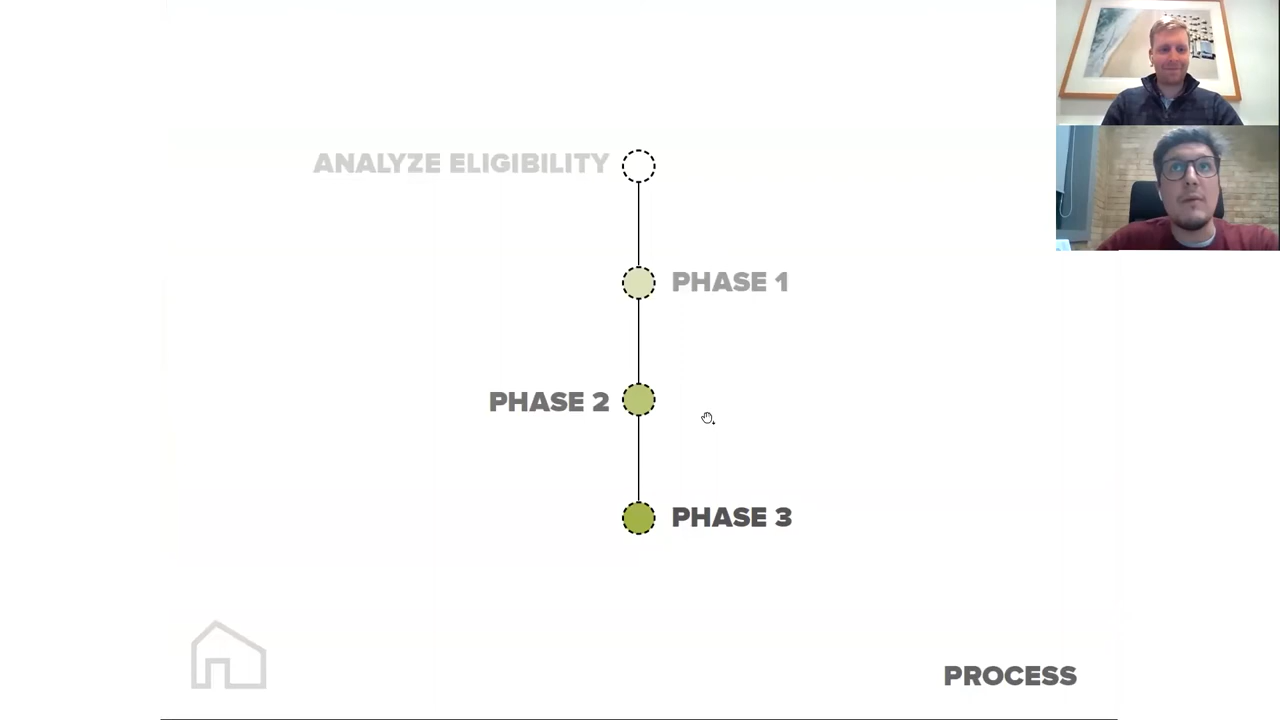 ANALYZE ELIGIBILITY
PHASE 1
PHASE 2
PHASE 3
PROCESS